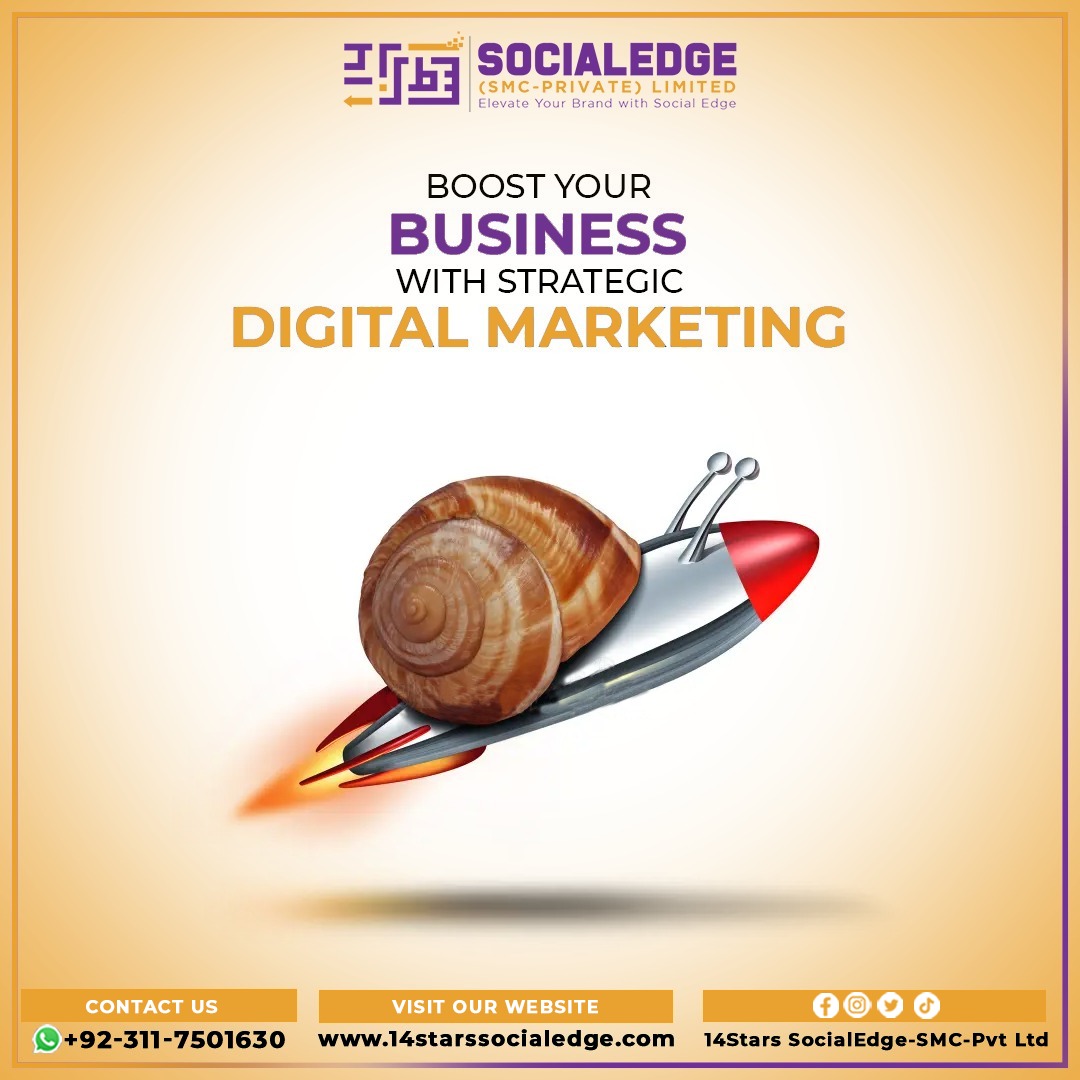 SOCIALEDGE
(SMC-PRIVATE) LIMITED
Elevate Your Brand with Social Edge
BOOST YOUR
BUSINESS
WITH STRATEGIC
DIGITAL MARKETING
CONTACT US
+92-311-7501630
VISIT OUR WEBSITE
www.14starssocialedge.com
14Stars SocialEdge-SMC-Pvt Ltd